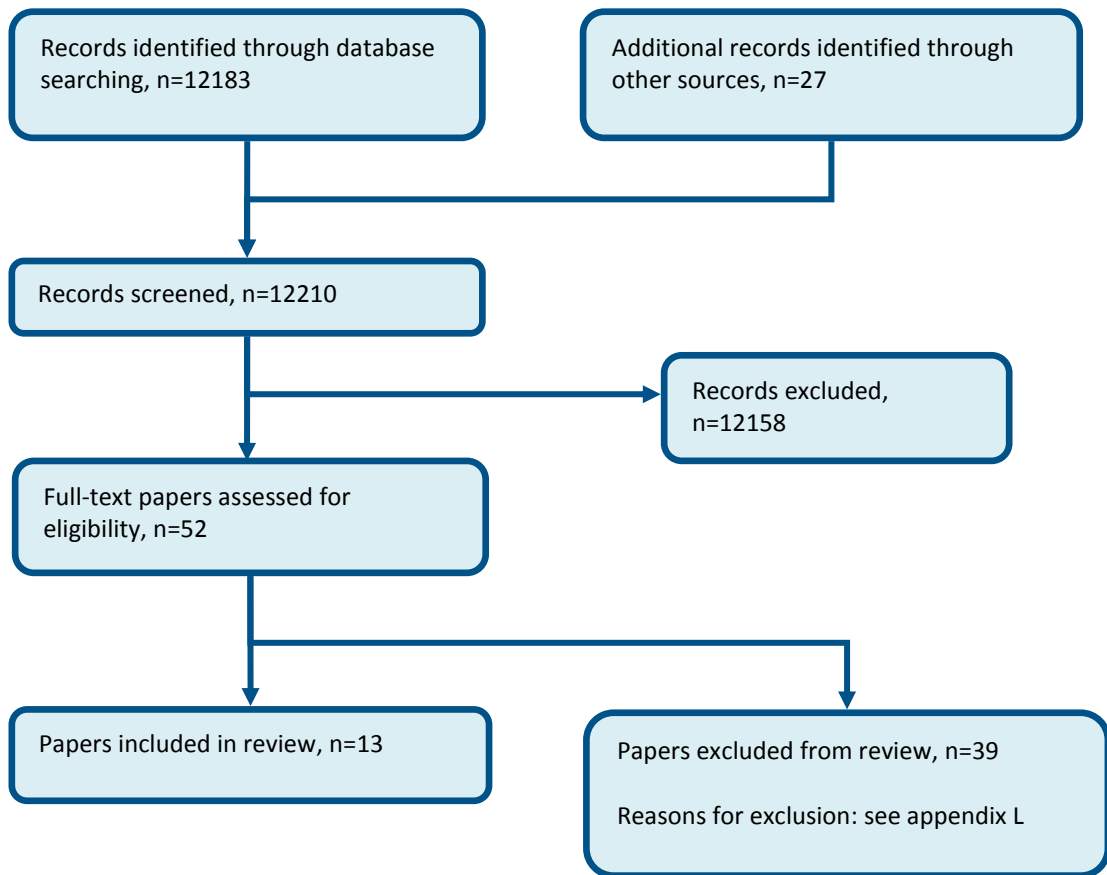 Records identified through database
searching, n=12183
Additional records identified through
other sources, n=27
Records screened, n=12210
Records excluded,
n=12158
Full-text papers assessed for
eligibility, n=52
Papers included in review, n=13
Papers excluded from review, n=39
Reasons for exclusion: see appendix L